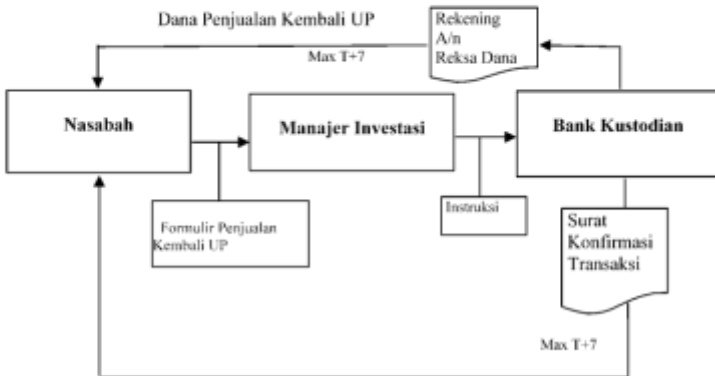 Dana Penjualan Kembali UP
Rekening
A/n
Reksa Dana
Max T+7
Nasabah
Manajer Investasi
Bank Kustodian
Formulir Penjualan
Kembali UP
Instruksi
Surat
Konfirmasi
Transaksi
Max T+7